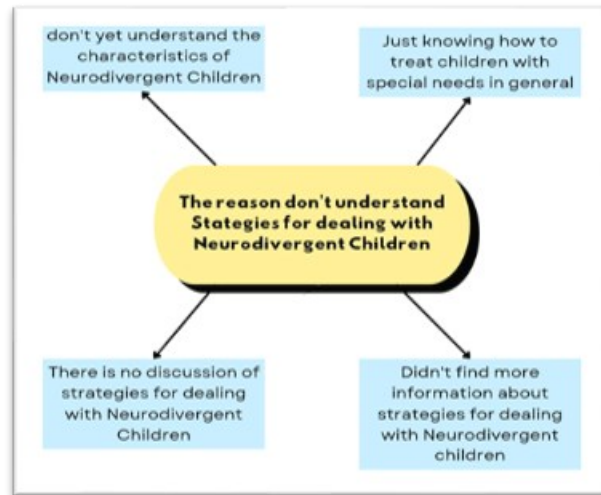 don't yet understand the
characteristics of
Neurodivergent Children
Just knowing how to
treat children with
special needs in general
The reason don't understand
Stategies for dealing with
Neurodivergent Children
There is no discussion of
strategies for dealing
with Neurodivergent
Children
Didn't find more
information about
strategies for dealing
with Neurodivergent
children